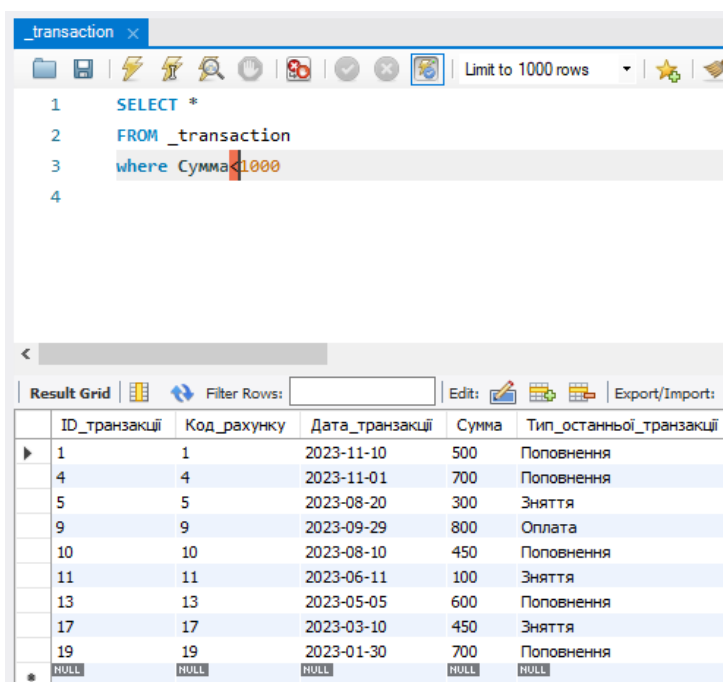 _transaction ×
Limit to 1000 rows
1 SELECT *
2 FROM _transaction
3 where Сумма<1000
4
Result Grid Filter Rows: Edit: Export/Import:
ID_транзакції Код_рахунку Дата_транзакції Сумма Тип_останньої_транзакції
1 1 2023-11-10 500 Поповнення
4 4 2023-11-01 700 Поповнення
5 5 2023-08-20 300 Зняття
9 9 2023-09-29 800 Оплата
10 10 2023-08-10 450 Поповнення
11 11 2023-06-11 100 Зняття
13 13 2023-05-05 600 Поповнення
17 17 2023-03-10 450 Зняття
19 19 2023-01-30 700 Поповнення
* NULL NULL NULL NULL NULL